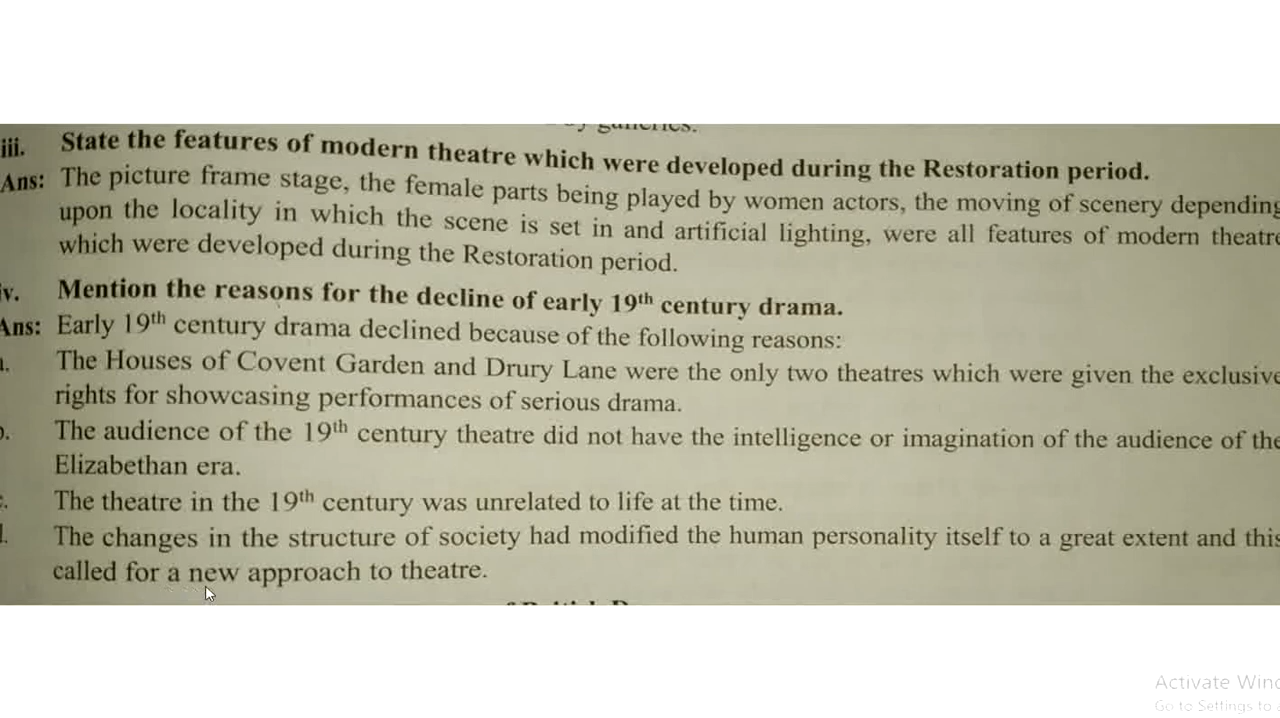 galleries.
iii. State the features of modern theatre which were developed during the Restoration period.
Ans: The picture frame stage, the female parts being played by women actors, the moving of scenery depending
upon the locality in which the scene is set in and artificial lighting, were all features of modern theatre
which were developed during the Restoration period.
iv. Mention the reasons for the decline of early 19th century drama.
Ans: Early 19th century drama declined because of the following reasons:
The Houses of Covent Garden and Drury Lane were the only two theatres which were given the exclusive
rights for showcasing performances of serious drama.
The audience of the 19th century theatre did not have the intelligence or imagination of the audience of the
Elizabethan era.
The theatre in the 19th century was unrelated to life at the time.
The changes in the structure of society had modified the human personality itself to a great extent and this
called for a new approach to theatre.
Activate Wind
Go to Settings to a